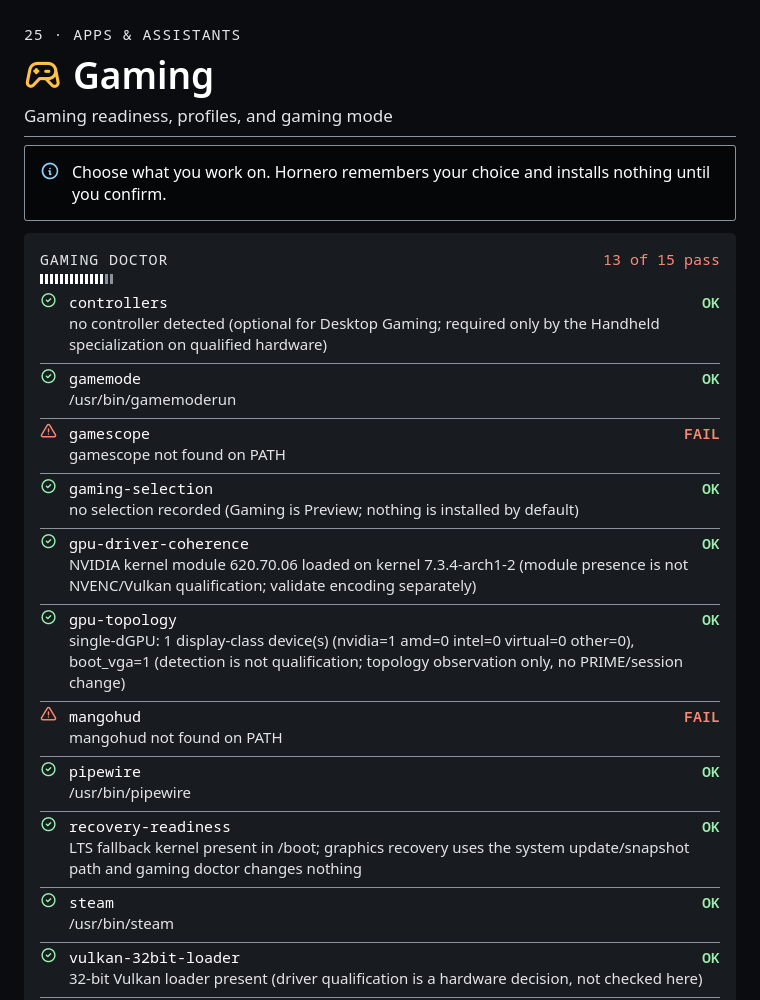 25 · APPS & ASSISTANTS
Gaming
Gaming readiness, profiles, and gaming mode
Choose what you work on. Hornero remembers your choice and installs nothing until
you confirm.
GAMING DOCTOR 13 of 15 pass
controllers OK
no controller detected (optional for Desktop Gaming; required only by the Handheld
specialization on qualified hardware)
gamemode OK
/usr/bin/gamemoderun
gamescope FAIL
gamescope not found on PATH
gaming-selection OK
no selection recorded (Gaming is Preview; nothing is installed by default)
gpu-driver-coherence OK
NVIDIA kernel module 620.70.06 loaded on kernel 7.3.4-arch1-2 (module presence is not
NVENC/Vulkan qualification; validate encoding separately)
gpu-topology OK
single-dGPU: 1 display-class device(s) (nvidia=1 amd=0 intel=0 virtual=0 other=0),
boot_vga=1 (detection is not qualification; topology observation only, no PRIME/session
change)
mangohud FAIL
mangohud not found on PATH
pipewire OK
/usr/bin/pipewire
recovery-readiness OK
LTS fallback kernel present in /boot; graphics recovery uses the system update/snapshot
path and gaming doctor changes nothing
steam OK
/usr/bin/steam
vulkan-32bit-loader OK
32-bit Vulkan loader present (driver qualification is a hardware decision, not checked here)